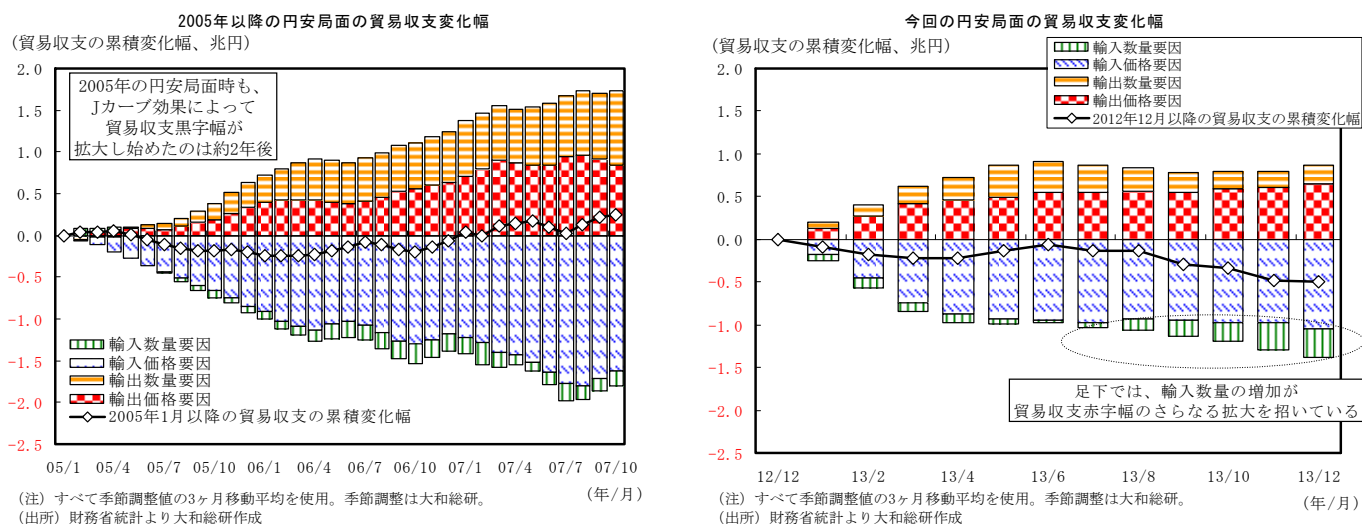 2005年以降の円安局面の貿易収支変化幅
(貿易収支の累積変化幅、兆円)
2.0
1.5
1.0
0.5
0.0
-0.5
-1.0
-1.5
-2.0
-2.5
2005年の円安局面時も、
Jカーブ効果によって
貿易収支黒字幅が
拡大し始めたのは約2年後
輸入数量要因
輸入価格要因
輸出数量要因
輸出価格要因
2005年1月以降の貿易収支の累積変化幅
05/1 05/4 05/7 05/10 06/1 06/4 06/7 06/10 07/1 07/4 07/7 07/10
(年/月)
(注) すべて季節調整値の3ヶ月移動平均を使用。季節調整は大和総研。
(出所) 財務省統計より大和総研作成
今回の円安局面の貿易収支変化幅
(貿易収支の累積変化幅、兆円)
2.0
1.5
1.0
0.5
0.0
-0.5
-1.0
-1.5
-2.0
-2.5
輸入数量要因
輸入価格要因
輸出数量要因
輸出価格要因
2012年12月以降の貿易収支の累積変化幅
足下では、輸入数量の増加が
貿易収支赤字幅のさらなる拡大を招いている
12/12 13/2 13/4 13/6 13/8 13/10 13/12
(年/月)
(注) すべて季節調整値の3ヶ月移動平均を使用。季節調整は大和総研。
(出所) 財務省統計より大和総研作成